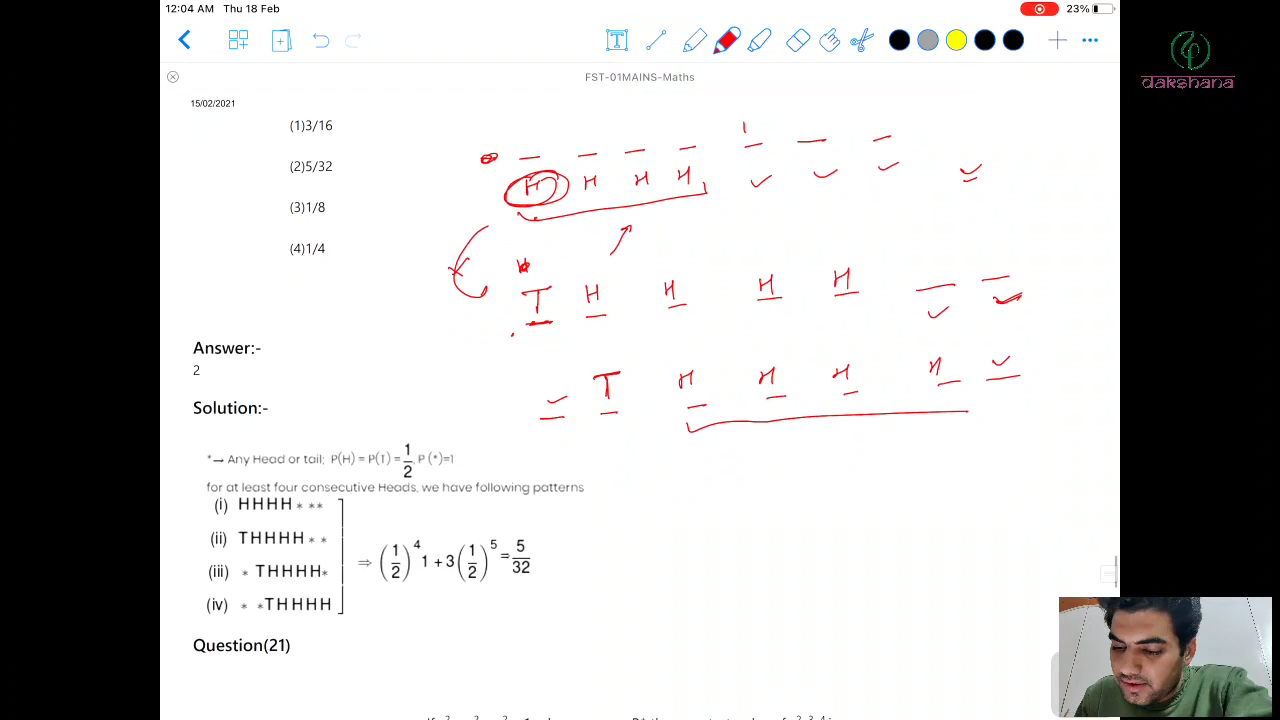 12:04 AM Thu 18 Feb
23%
T
FST-01MAINS-Maths
dakshana
15/02/2021
(1)3/16
(2)5/32
(3)1/8
(4)1/4
H H H H
T H H H H
T H H H H
Answer:-
2
Solution:-
*→ Any Head or tail; P(H) = P(1) = 1/2, P(*)=1
for at least four consecutive Heads, we have following patterns
(i) HHHH * **
(ii) THHHH * *
(iii) * THHHH*
(iv) * *THHHH
⇒ (1/2)^4 1 + 3(1/2)^5 = 5/32
Question(21)